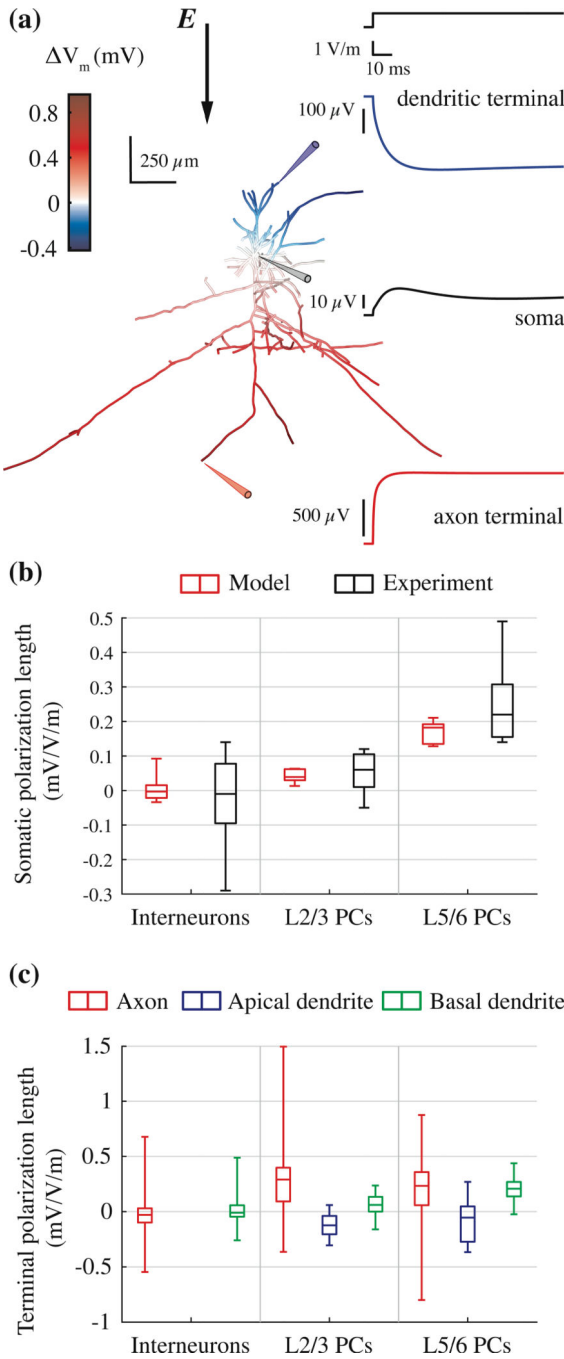 (a)
E
ΔVm (mV)
0.8
0.4
0
-0.4
250 μm
1 V/m
10 ms
dendritic terminal
100 μV
10 μV
soma
500 μV
axon terminal
(b)
Model
Experiment
Somatic polarization length
(mV/V/m)
0.5
0.4
0.3
0.2
0.1
0
-0.1
-0.2
-0.3
Interneurons
L2/3 PCs
L5/6 PCs
(c)
Axon
Apical dendrite
Basal dendrite
Terminal polarization length
(mV/V/m)
1.5
1
0.5
0
-0.5
-1
Interneurons
L2/3 PCs
L5/6 PCs